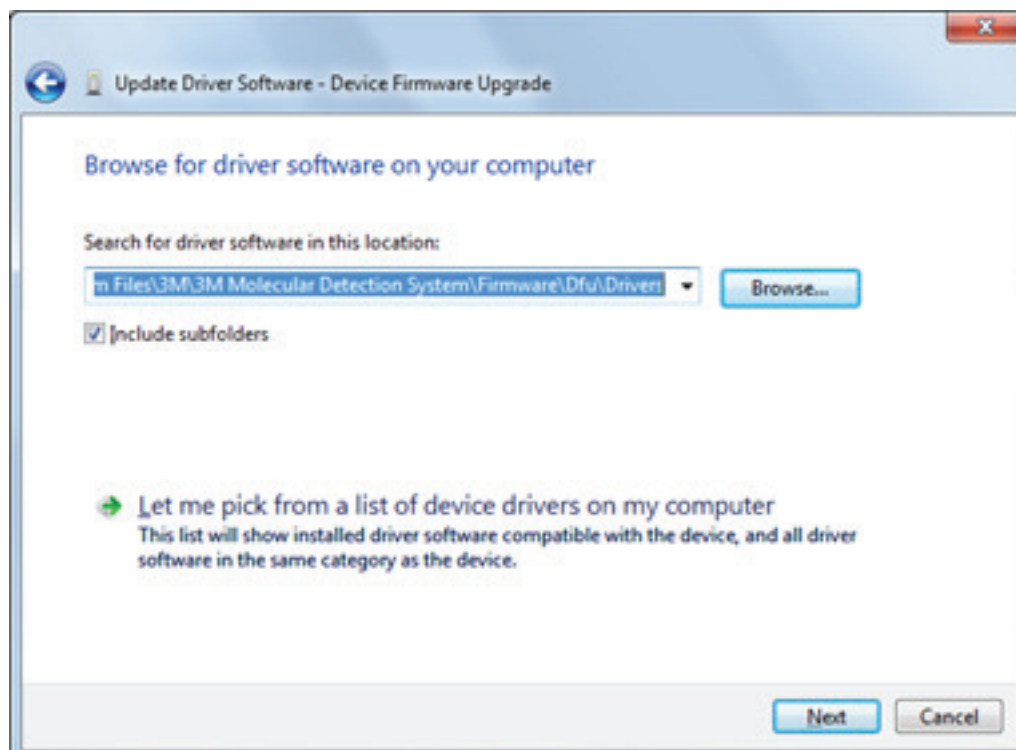 Update Driver Software - Device Firmware Upgrade
Browse for driver software on your computer
Search for driver software in this location:
m Files\3M\3M Molecular Detection System\Firmware\Dfu\Drivers
Browse...
Include subfolders
Let me pick from a list of device drivers on my computer
This list will show installed driver software compatible with the device, and all driver
software in the same category as the device.
Next
Cancel